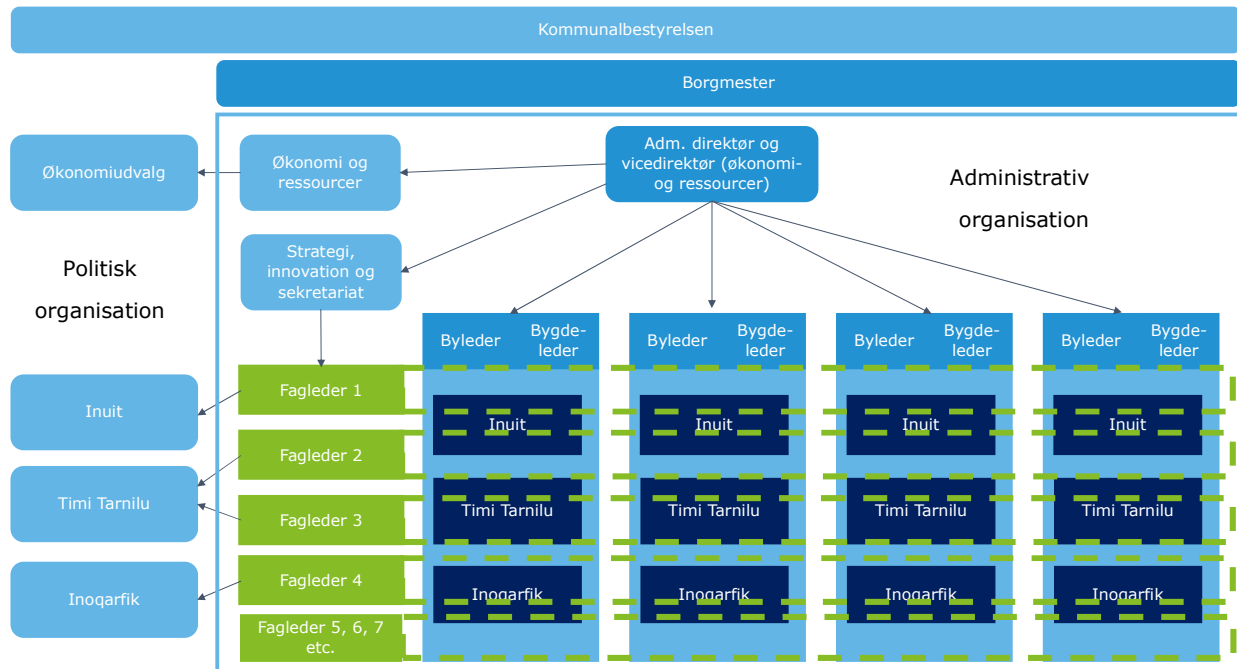 Kommunalbestyrelsen
Borgmester
Økonomiudvalg
Økonomi og
ressourcer
Adm. direktør og
vicedirektør (økonomi-
og ressourcer)
Administrativ
organisation
Politisk
organisation
Strategi,
innovation og
sekretariat
Byleder
Bygde-
leder
Byleder
Bygde-
leder
Byleder
Bygde-
leder
Byleder
Bygde-
leder
Inuit
Fagleder 1
Inuit
Inuit
Inuit
Inuit
Fagleder 2
Timi Tarnilu
Fagleder 3
Timi Tarnilu
Timi Tarnilu
Timi Tarnilu
Timi Tarnilu
Inoqarfik
Fagleder 4
Inoqarfik
Inoqarfik
Inoqarfik
Inoqarfik
Fagleder 5, 6, 7
etc.